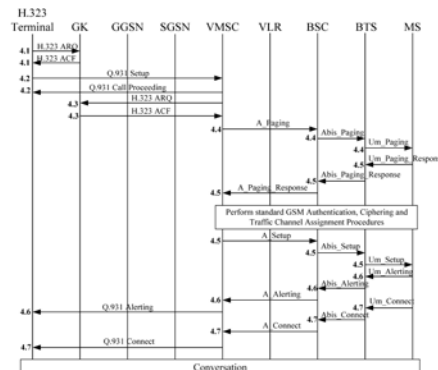 H.323
Terminal GK GGSN SGSN VMSC VLR BSC BTS MS
4.1 H.323 ARQ
4.1 H.323 ACF
4.2 Q.931 Setup
4.2 Q.931 Call Proceeding
4.3 H.323 ARQ
4.3 H.323 ACF
4.4 A_Paging
4.4 Abis_Paging
4.4 Um_Paging
4.5 Um_Paging_Respon
4.5 Abis_Paging_Response
4.5 A_Paging_Response
Perform standard GSM Authentication, Ciphering and
Traffic Channel Assignment Procedures
4.5 A_Setup
4.5 Abis_Setup
4.5 Um_Setup
4.6 Um_Alerting
4.6 Abis_Alerting
4.6 A_Alerting
4.6 Q.931 Alerting
4.7 Um_Connect
4.7 Abis_Connect
4.7 A_Connect
4.7 Q.931 Connect
Conversation